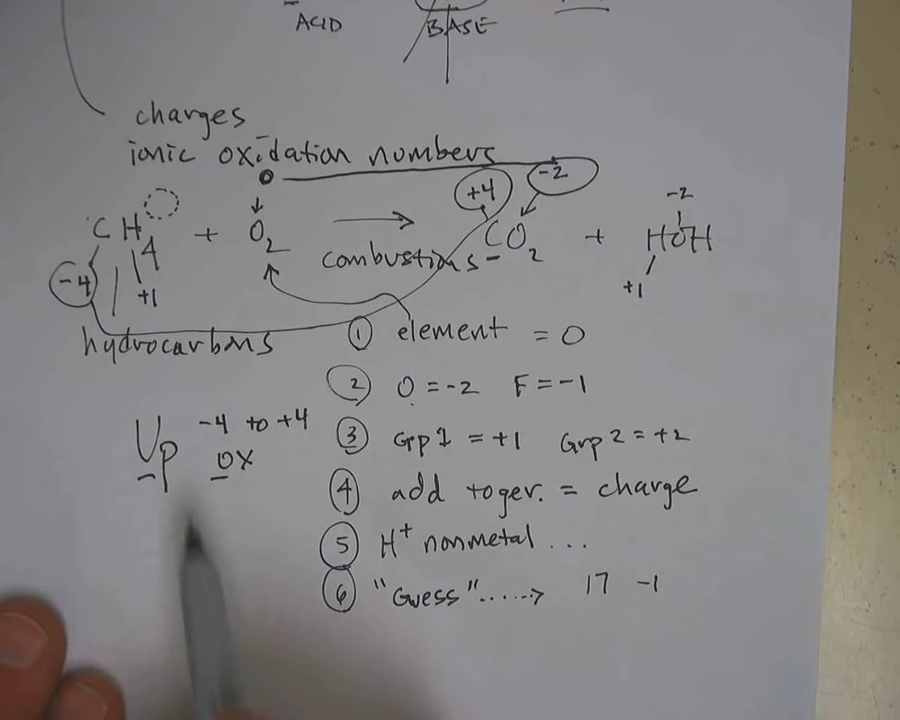 ACID BASE
charges
ionic oxidation numbers
0 +4 -2 -2
CH4 + O2 → CO2 + HOH
-4 +1 combustions +1
hydrocarbons
① element = 0
② O = -2 F = -1
③ Grp 1 = +1 Grp 2 = +2
④ add toger. = charge
⑤ H+ nonmetal ...
⑥ "Guess"......> 17 -1
Up -4 to +4
ox